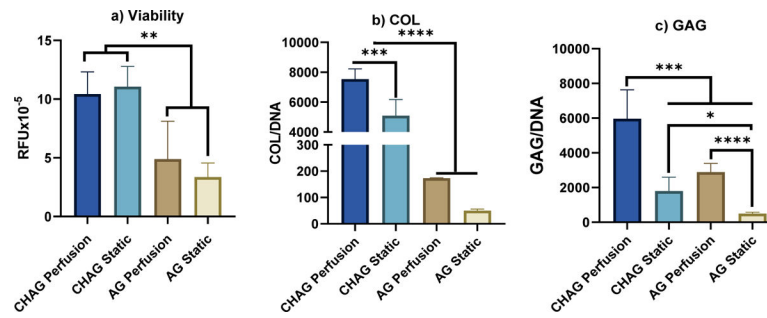 a) Viability
**
15
10
5
0
RFUx10-5
CHAG Perfusion
CHAG Static
AG Perfusion
AG Static
b) COL
****
***
10000
8000
6000
4000
300
200
100
0
COL/DNA
CHAG Perfusion
CHAG Static
AG Perfusion
AG Static
c) GAG
***
*
****
10000
8000
6000
4000
2000
0
GAG/DNA
CHAG Perfusion
CHAG Static
AG Perfusion
AG Static